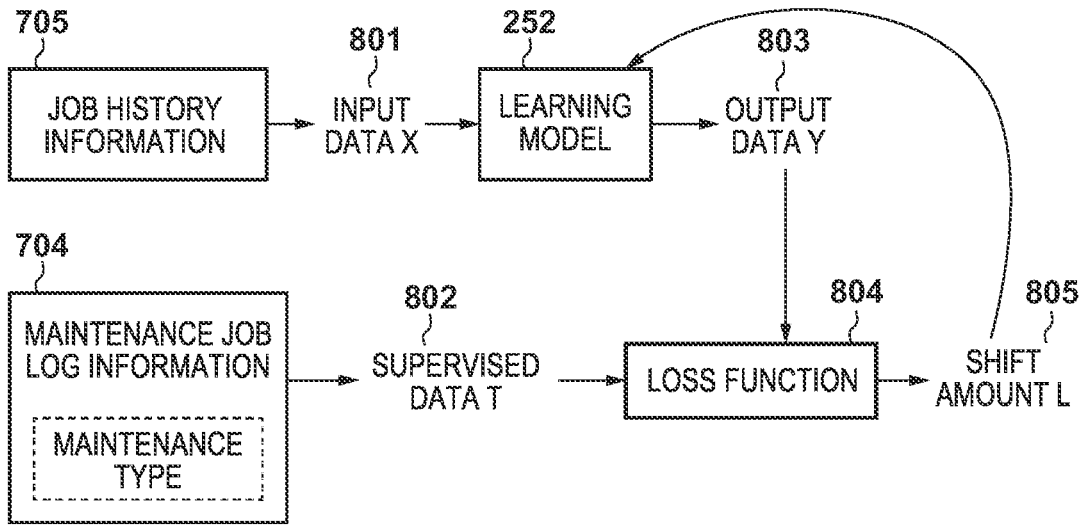 705
JOB HISTORY
INFORMATION
801
INPUT
DATA X
252
LEARNING
MODEL
803
OUTPUT
DATA Y
704
MAINTENANCE JOB
LOG INFORMATION
MAINTENANCE
TYPE
802
SUPERVISED
DATA T
804
LOSS FUNCTION
805
SHIFT
AMOUNT L